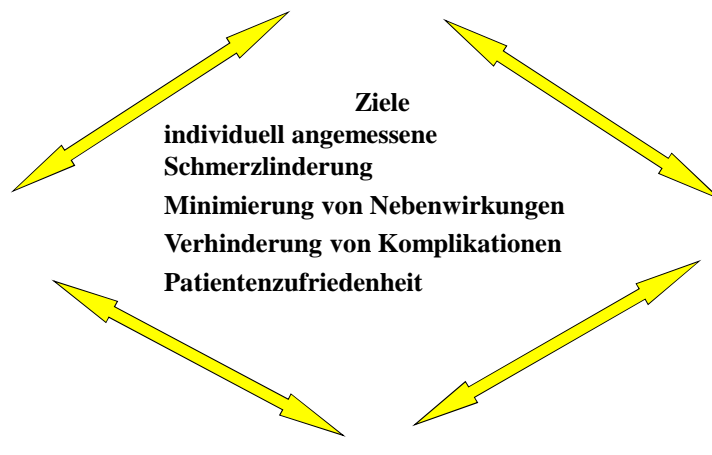 Ziele
individuell angemessene
Schmerzlinderung
Minimierung von Nebenwirkungen
Verhinderung von Komplikationen
Patientenzufriedenheit